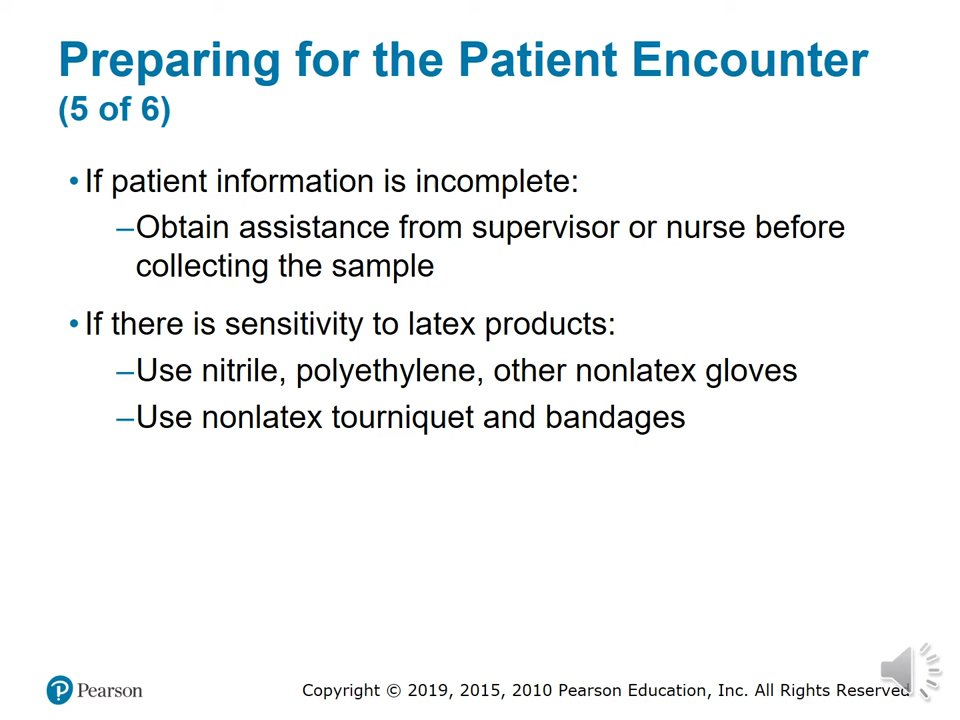 Preparing for the Patient Encounter
(5 of 6)
• If patient information is incomplete:
–Obtain assistance from supervisor or nurse before
collecting the sample
• If there is sensitivity to latex products:
–Use nitrile, polyethylene, other nonlatex gloves
–Use nonlatex tourniquet and bandages
Pearson
Copyright © 2019, 2015, 2010 Pearson Education, Inc. All Rights Reserved